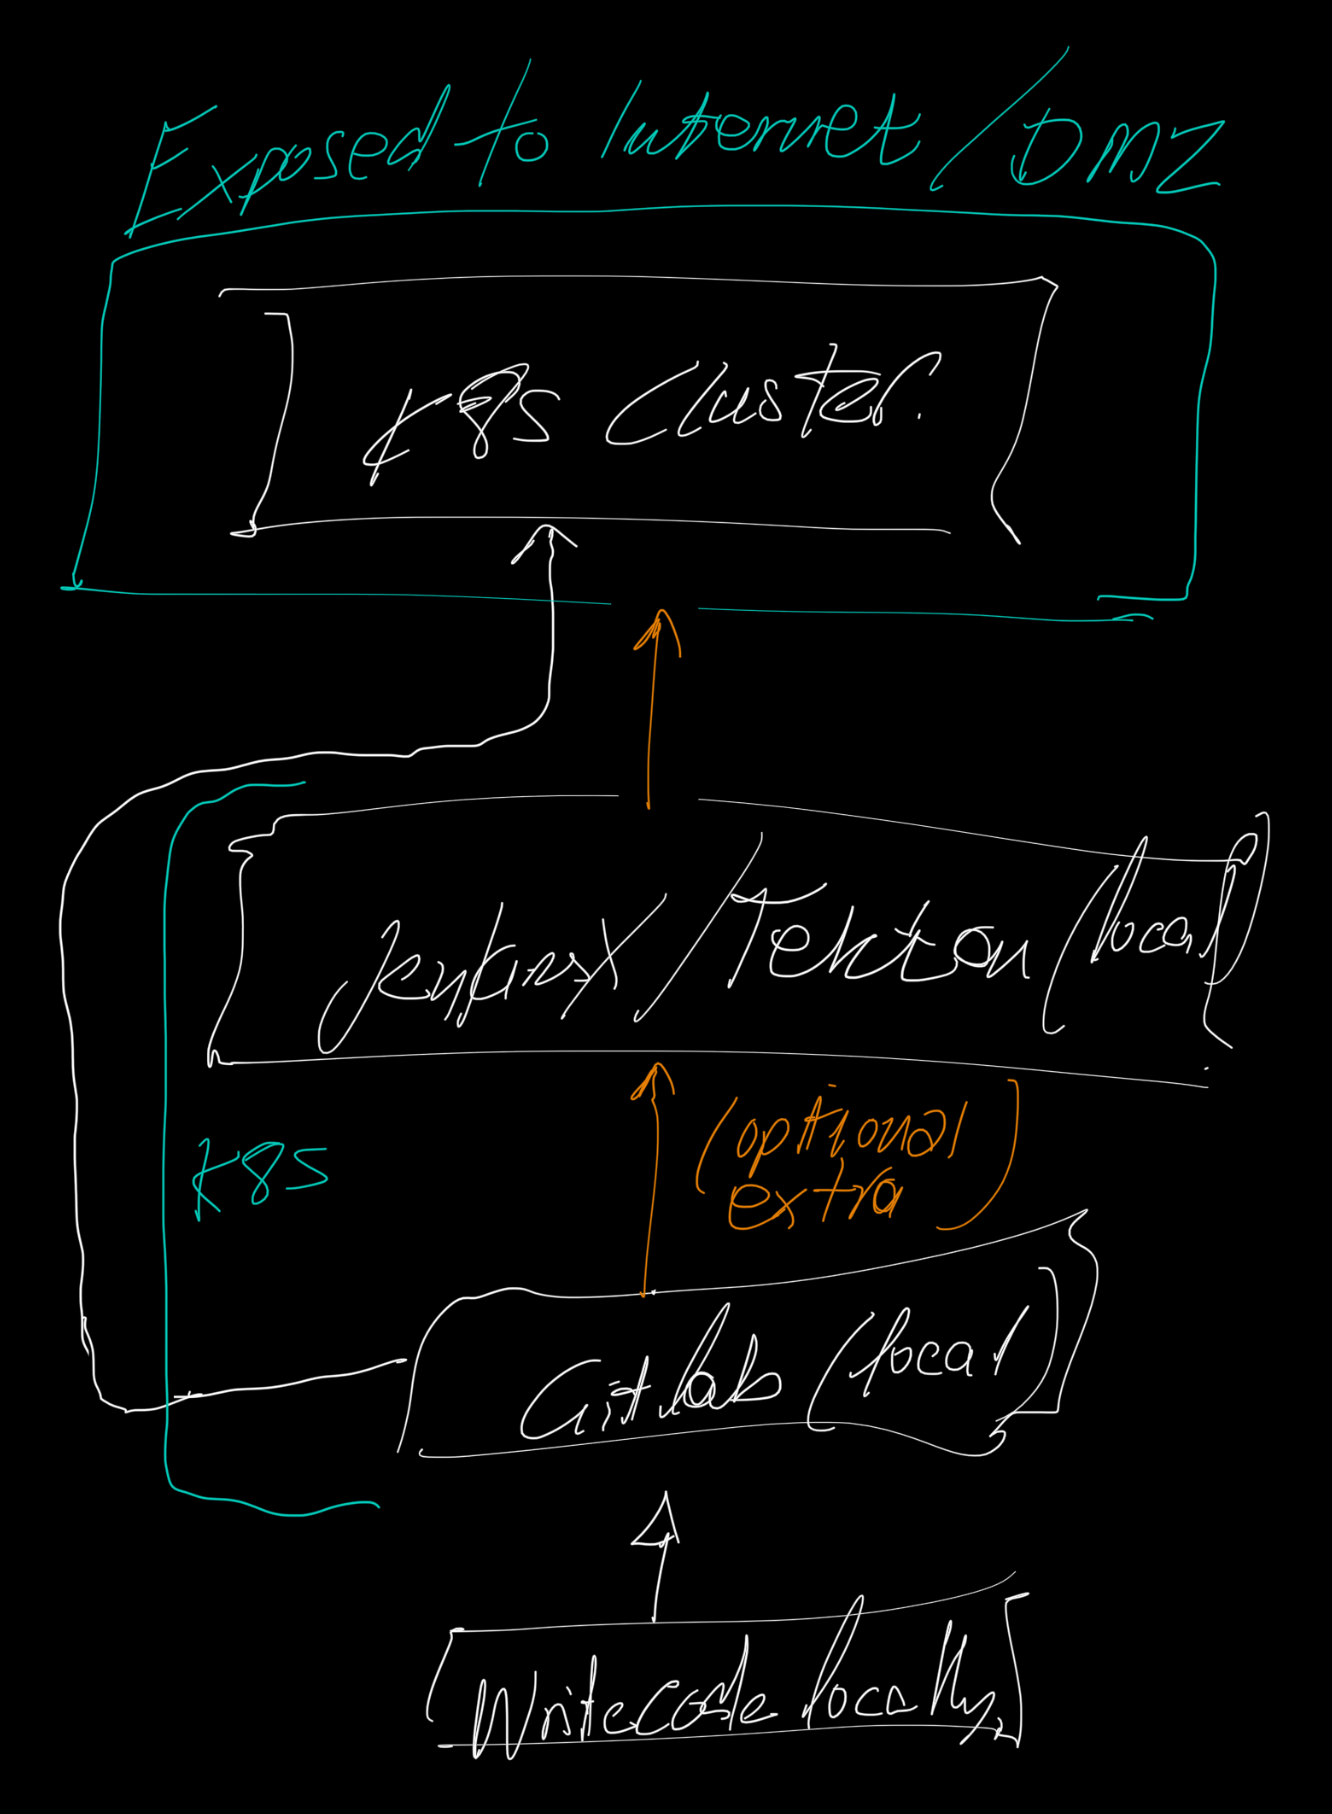 Exposed to Internet / DMZ
K8s Cluster.
JenkinsX / Tekton (local)
(optional
extra)
K8S
Gitlab (local)
Write code locally